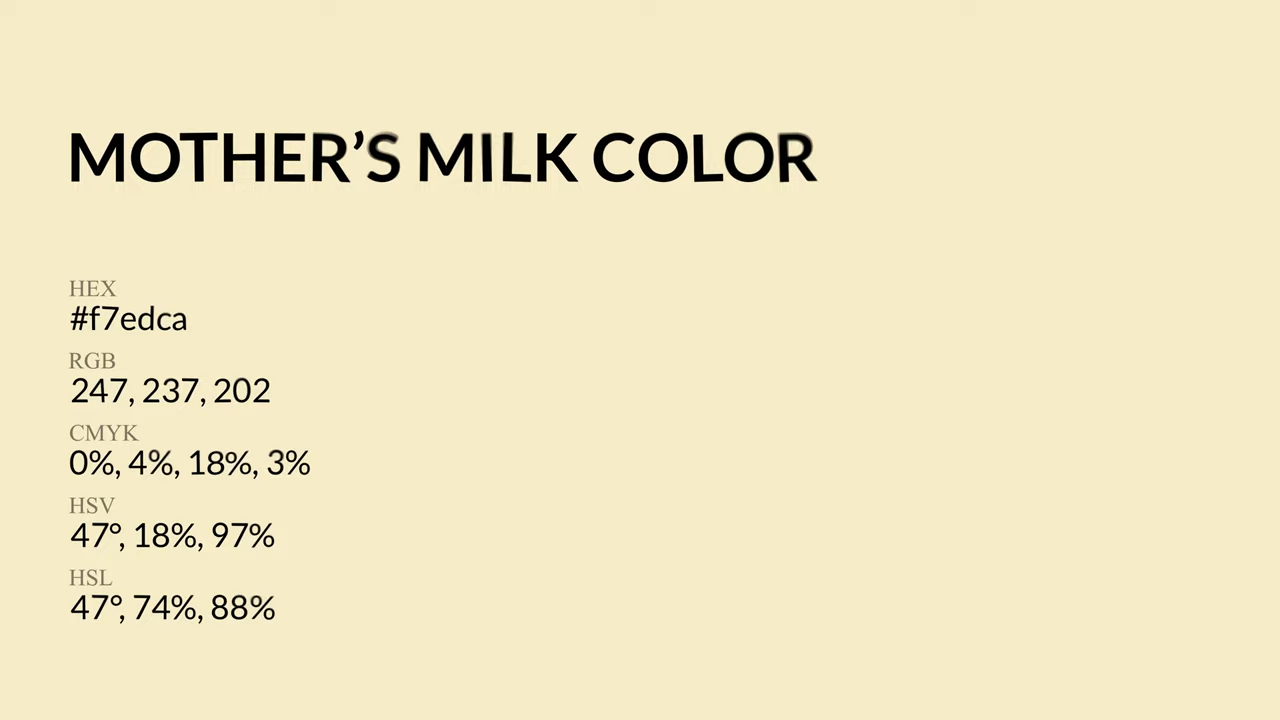 MOTHER’S MILK COLOR
HEX
#f7edca
RGB
247, 237, 202
CMYK
0%, 4%, 18%, 3%
HSV
47°, 18%, 97%
HSL
47°, 74%, 88%